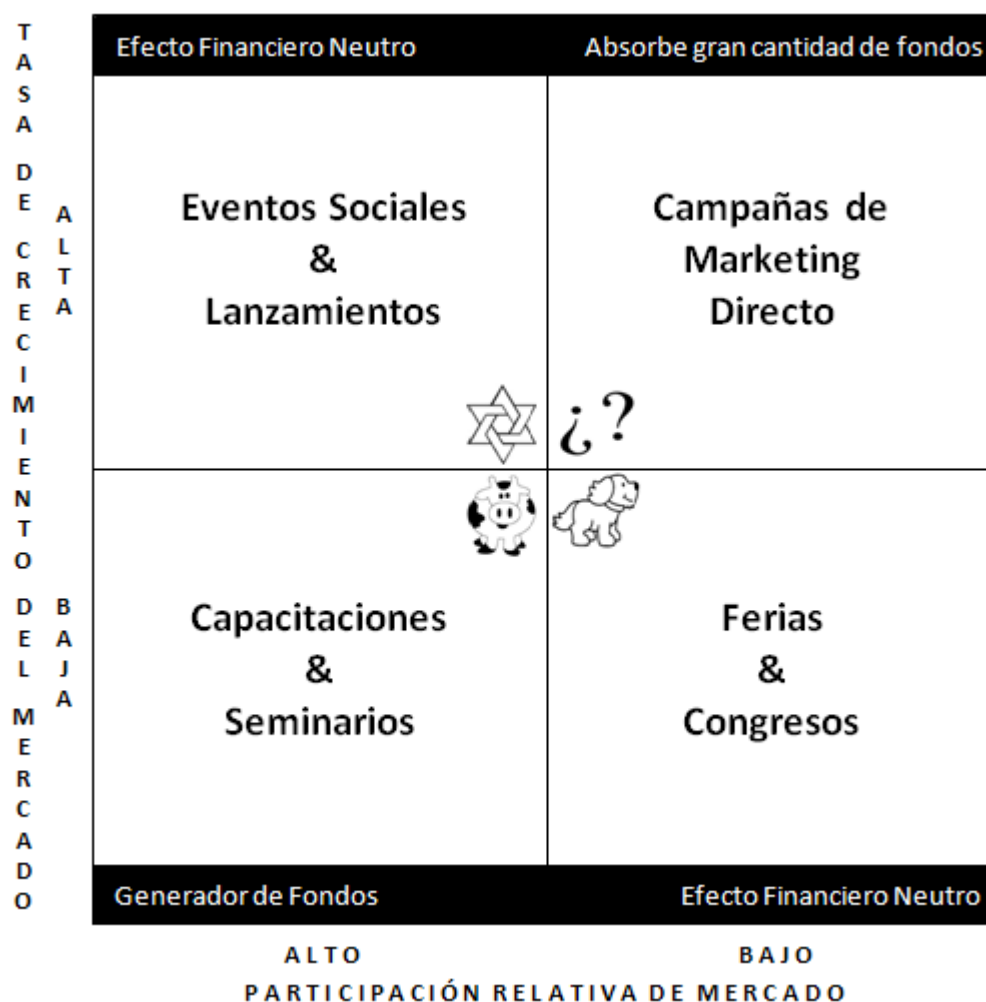 TASA DE CRECIMIENTO DEL MERCADO
ALTA
BAJA
Efecto Financiero Neutro
Absorbe gran cantidad de fondos
Eventos Sociales
&
Lanzamientos
Campañas de
Marketing
Directo
¿?
Capacitaciones
&
Seminarios
Ferias
&
Congresos
Generador de Fondos
Efecto Financiero Neutro
ALTO
BAJO
PARTICIPACIÓN RELATIVA DE MERCADO